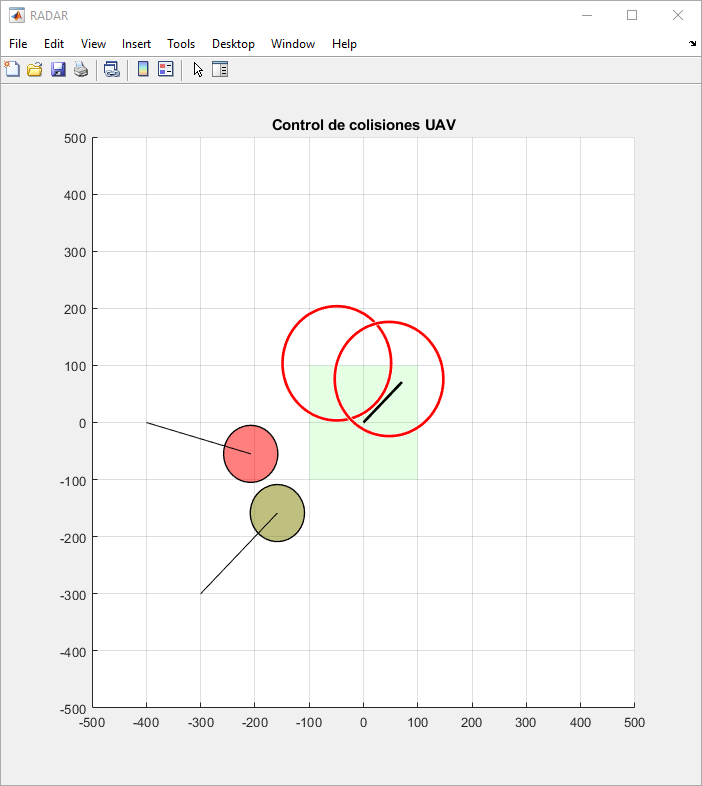 RADAR
File Edit View Insert Tools Desktop Window Help
Control de colisiones UAV
500
400
300
200
100
0
-100
-200
-300
-400
-500
-500 -400 -300 -200 -100 0 100 200 300 400 500